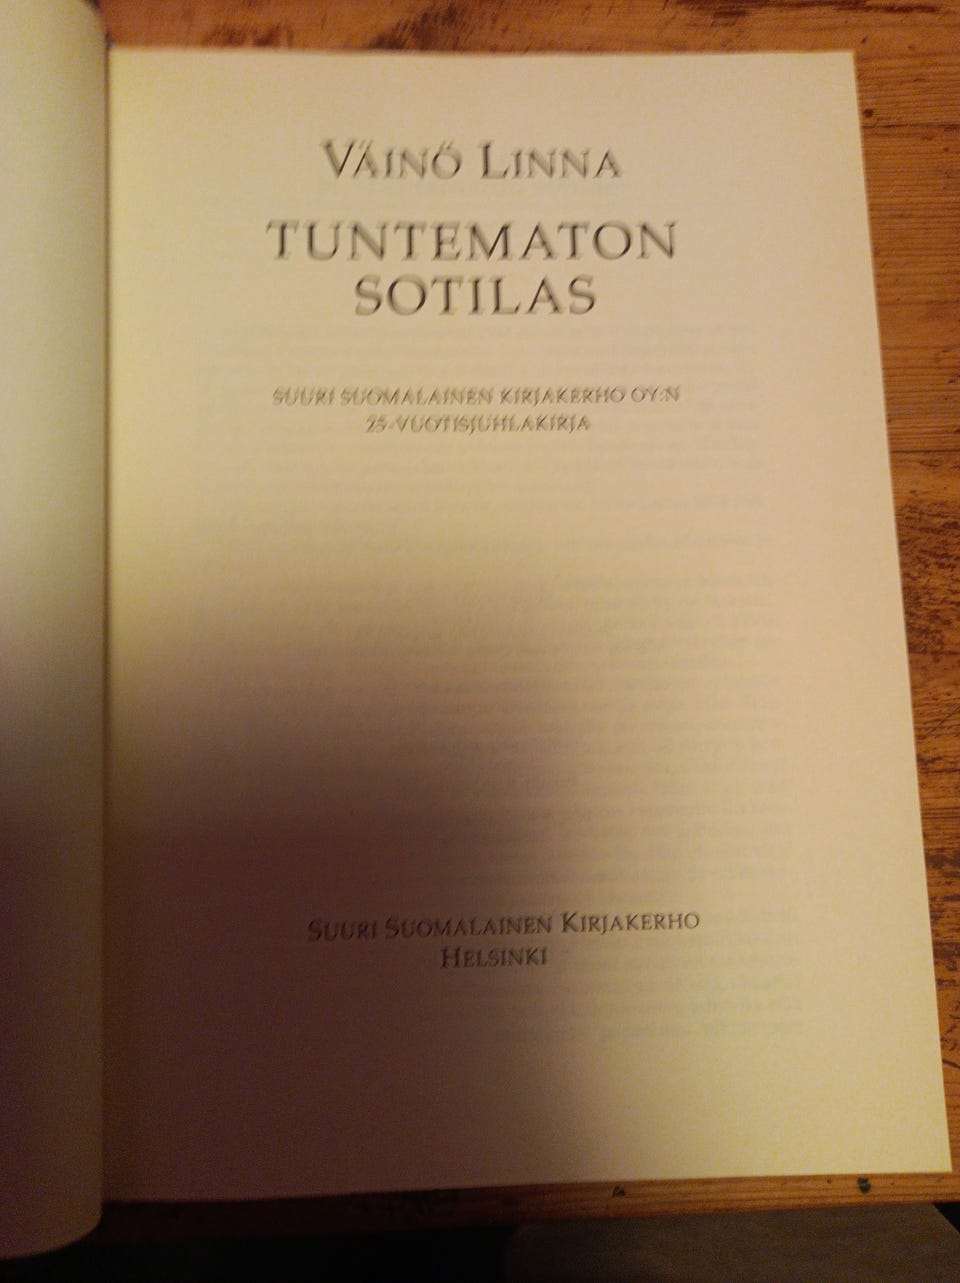 VÄINÖ LINNA
TUNTEMATON
SOTILAS
SUURI SUOMALAINEN KIRJAKERHO OY:N
25-VUOTISJUHLAKIRJA
SUURI SUOMALAINEN KIRJAKERHO
HELSINKI